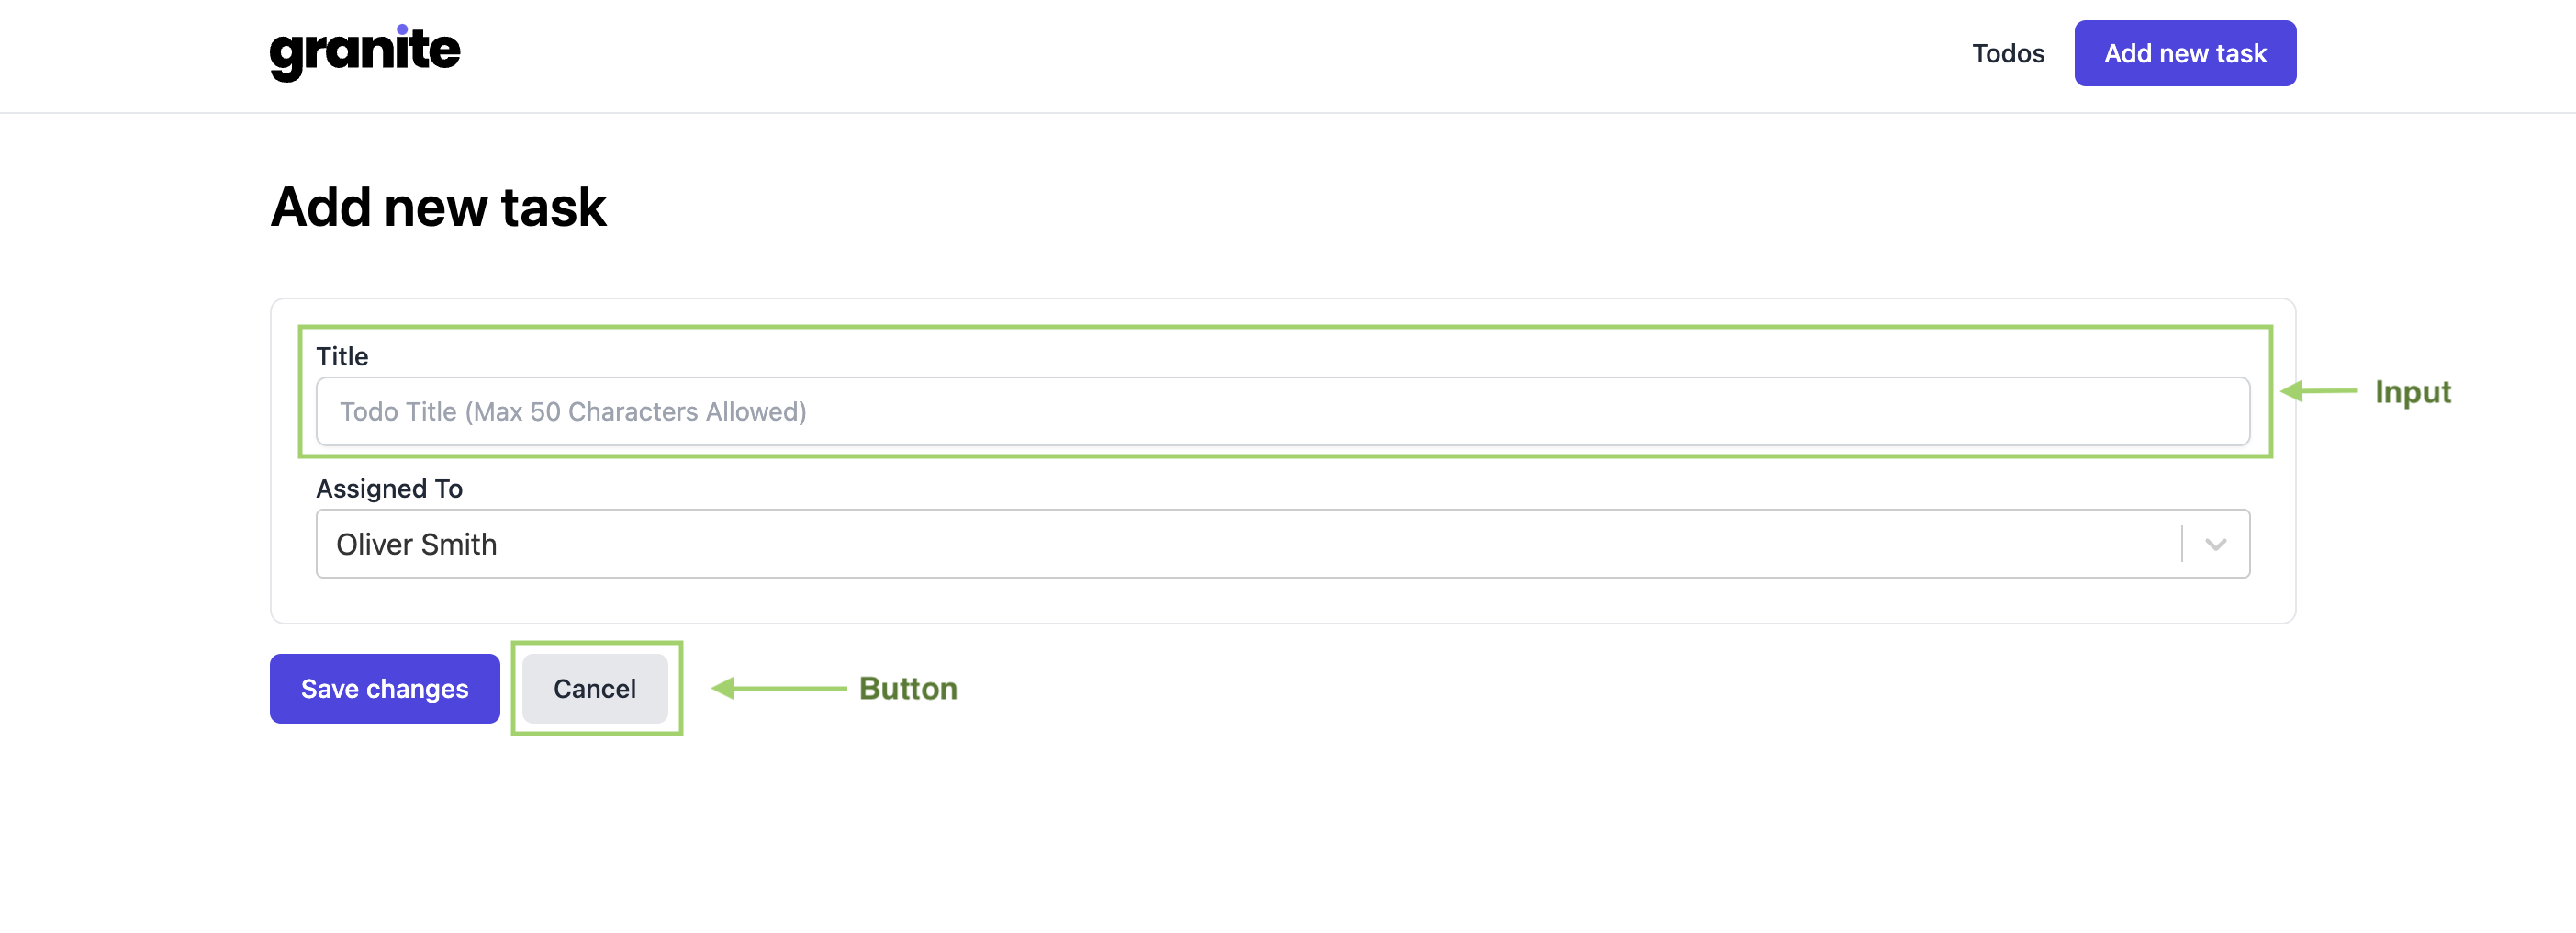 granite
Todos
Add new task
Add new task
Title
Todo Title (Max 50 Characters Allowed)
Input
Assigned To
Oliver Smith
Save changes
Cancel
Button